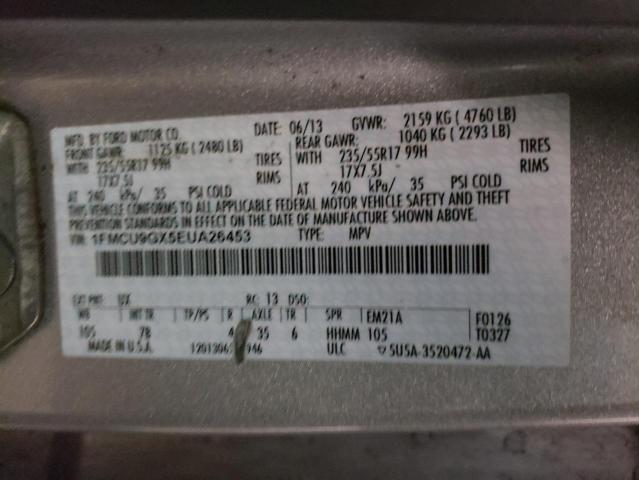 MFD. BY FORD MOTOR CO. DATE: 06/13 GVWR: 2159 KG ( 4760 LB)
FRONT GAWR: 1125 KG ( 2480 LB) REAR GAWR: 1040 KG ( 2293 LB)
WITH 235/55R17 99H TIRES WITH 235/55R17 99H TIRES
17X7.5J RIMS 17X7.5J RIMS
AT 240 kPa/ 35 PSI COLD AT 240 kPa/ 35 PSI COLD
THIS VEHICLE CONFORMS TO ALL APPLICABLE FEDERAL MOTOR VEHICLE SAFETY AND THEFT
PREVENTION STANDARDS IN EFFECT ON THE DATE OF MANUFACTURE SHOWN ABOVE.
VIN: 1FMCU9GX5EUA26453 TYPE: MPV
EXT PNT: UX RC: 13 DSO:
WB INT TR TP/PS R AXLE TR SPR EM21A F0126
105 78 4 35 6 HHMM 105 T0327
MADE IN U.S.A. 946 ULC 5U5A-3520472-AA